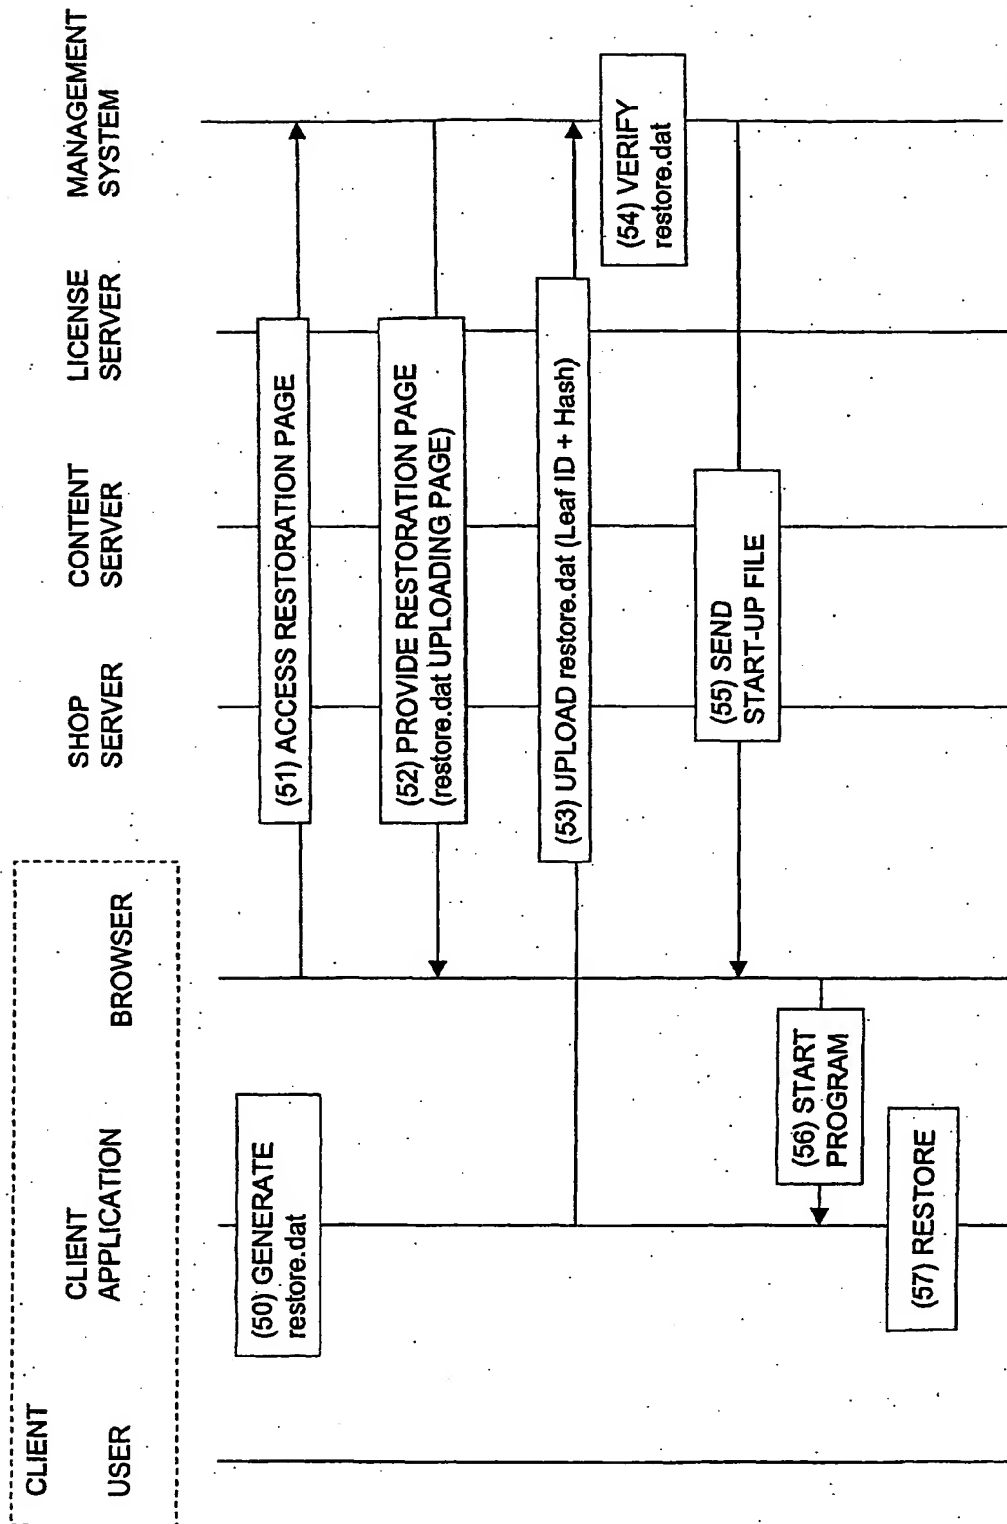 CLIENT
USER
CLIENT
APPLICATION
BROWSER
SHOP
SERVER
CONTENT
SERVER
LICENSE
SERVER
MANAGEMENT
SYSTEM
(50) GENERATE
restore.dat
(51) ACCESS RESTORATION PAGE
(52) PROVIDE RESTORATION PAGE
(restore.dat UPLOADING PAGE)
(53) UPLOAD restore.dat (Leaf ID + Hash)
(54) VERIFY
restore.dat
(55) SEND
START-UP FILE
(56) START
PROGRAM
(57) RESTORE